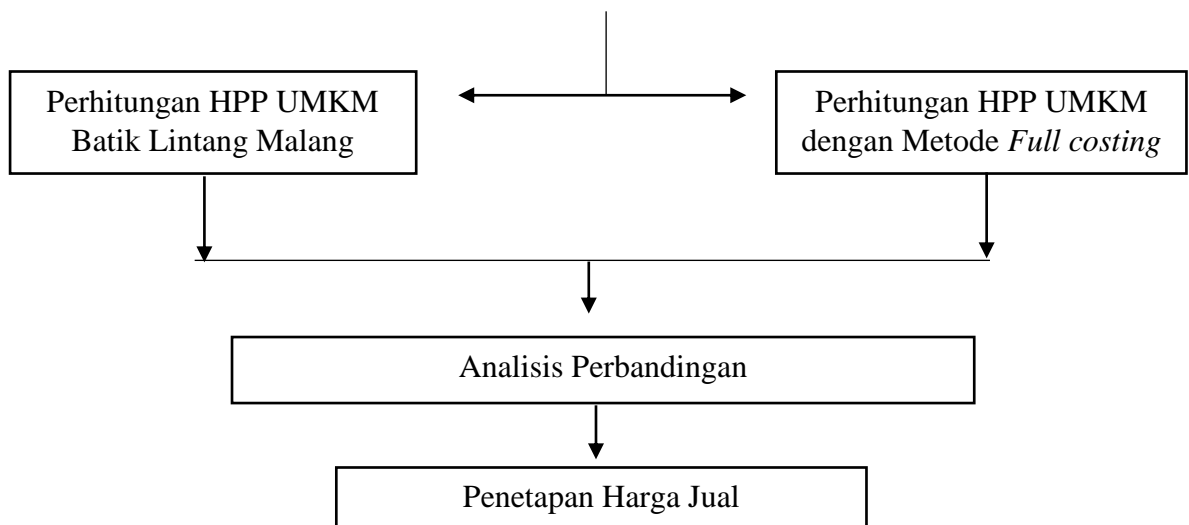 Perhitungan HPP UMKM
Batik Lintang Malang
Perhitungan HPP UMKM
dengan Metode Full costing
Analisis Perbandingan
Penetapan Harga Jual